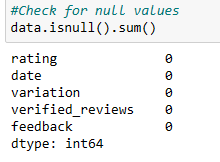 #Check for null values
data.isnull().sum()
rating 0
date 0
variation 0
verified_reviews 0
feedback 0
dtype: int64